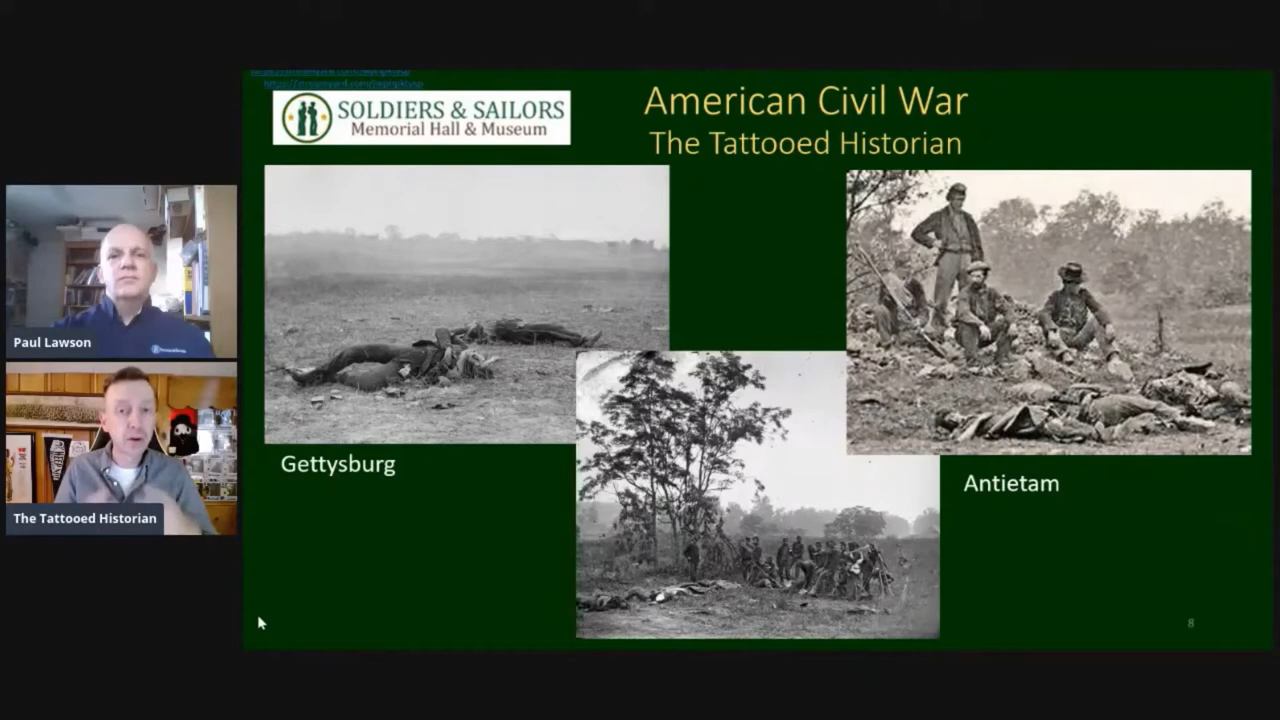 SOLDIERS & SAILORS
Memorial Hall & Museum
American Civil War
The Tattooed Historian
Paul Lawson
The Tattooed Historian
Gettysburg
Antietam
8